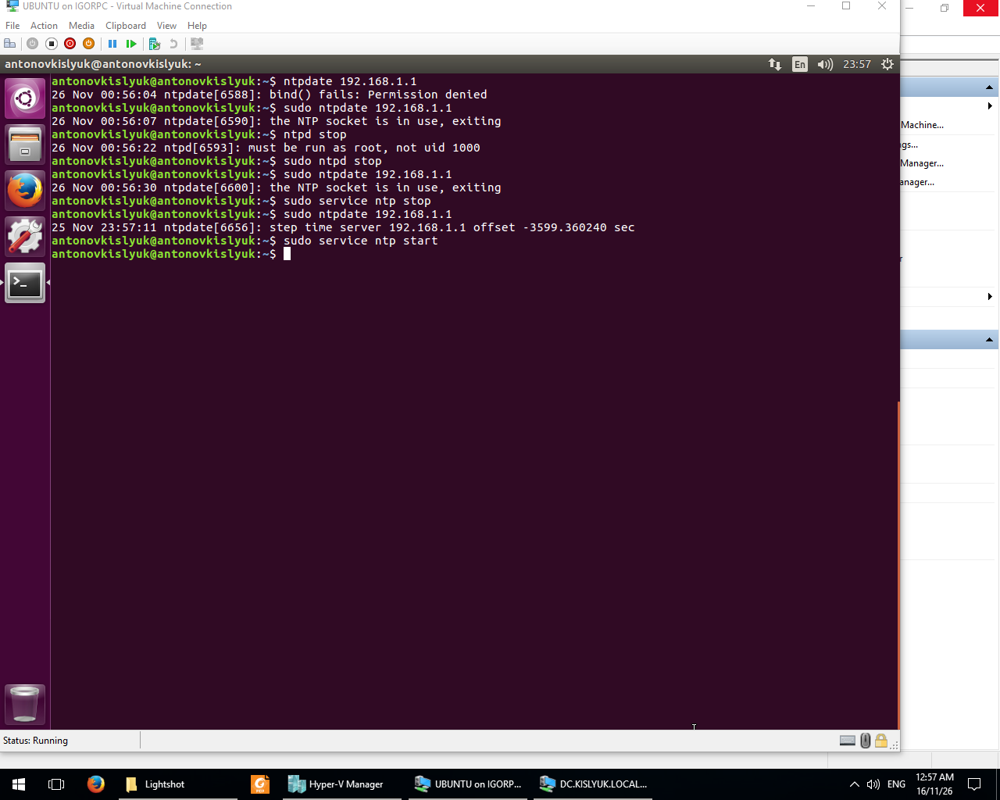 UBUNTU on IGORPC - Virtual Machine Connection
File Action Media Clipboard View Help
antonovkislyuk@antonovkislyuk: ~
En 23:57
antonovkislyuk@antonovkislyuk:~$ ntpdate 192.168.1.1
26 Nov 00:56:04 ntpdate[6588]: bind() fails: Permission denied
antonovkislyuk@antonovkislyuk:~$ sudo ntpdate 192.168.1.1
26 Nov 00:56:07 ntpdate[6590]: the NTP socket is in use, exiting
antonovkislyuk@antonovkislyuk:~$ ntpd stop
26 Nov 00:56:22 ntpd[6593]: must be run as root, not uid 1000
antonovkislyuk@antonovkislyuk:~$ sudo ntpd stop
antonovkislyuk@antonovkislyuk:~$ sudo ntpdate 192.168.1.1
26 Nov 00:56:30 ntpdate[6600]: the NTP socket is in use, exiting
antonovkislyuk@antonovkislyuk:~$ sudo service ntp stop
antonovkislyuk@antonovkislyuk:~$ sudo ntpdate 192.168.1.1
25 Nov 23:57:11 ntpdate[6656]: step time server 192.168.1.1 offset -3599.360240 sec
antonovkislyuk@antonovkislyuk:~$ sudo service ntp start
antonovkislyuk@antonovkislyuk:~$
Machine...
gs...
Manager...
anager...
r
Status: Running
Lightshot
PDF
Hyper-V Manager
UBUNTU on IGORP...
DC.KISLYUK.LOCAL...
ENG
12:57 AM
16/11/26